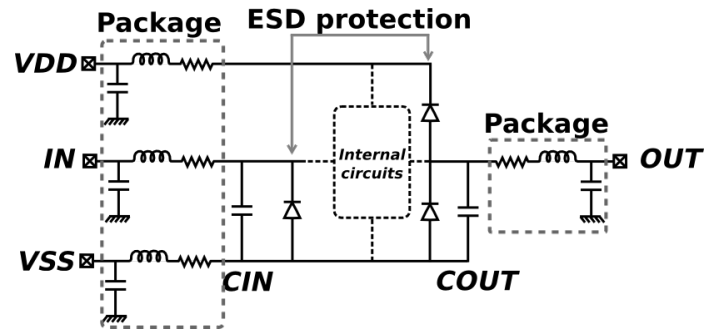 ESD protection
Package
VDD
Package
IN
Internal
circuits
OUT
VSS
CIN
COUT